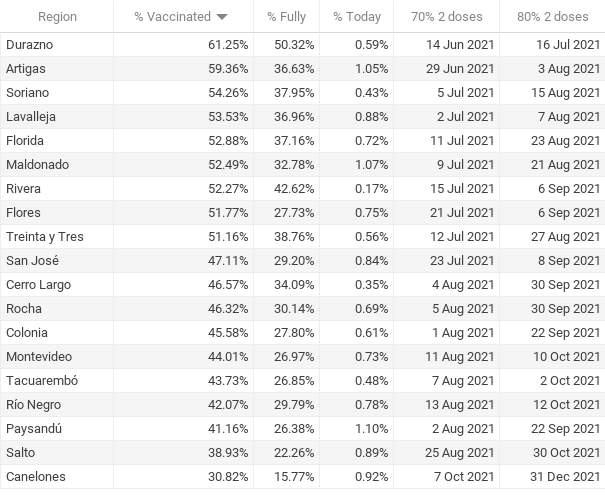 Region % Vaccinated % Fully % Today 70% 2 doses 80% 2 doses
Durazno 61.25% 50.32% 0.59% 14 Jun 2021 16 Jul 2021
Artigas 59.36% 36.63% 1.05% 29 Jun 2021 3 Aug 2021
Soriano 54.26% 37.95% 0.43% 5 Jul 2021 15 Aug 2021
Lavalleja 53.53% 36.96% 0.88% 2 Jul 2021 7 Aug 2021
Florida 52.88% 37.16% 0.72% 11 Jul 2021 23 Aug 2021
Maldonado 52.49% 32.78% 1.07% 9 Jul 2021 21 Aug 2021
Rivera 52.27% 42.62% 0.17% 15 Jul 2021 6 Sep 2021
Flores 51.77% 27.73% 0.75% 21 Jul 2021 6 Sep 2021
Treinta y Tres 51.16% 38.76% 0.56% 12 Jul 2021 27 Aug 2021
San José 47.11% 29.20% 0.84% 23 Jul 2021 8 Sep 2021
Cerro Largo 46.57% 34.09% 0.35% 4 Aug 2021 30 Sep 2021
Rocha 46.32% 30.14% 0.69% 5 Aug 2021 30 Sep 2021
Colonia 45.58% 27.80% 0.61% 1 Aug 2021 22 Sep 2021
Montevideo 44.01% 26.97% 0.73% 11 Aug 2021 10 Oct 2021
Tacuarembó 43.73% 26.85% 0.48% 7 Aug 2021 2 Oct 2021
Río Negro 42.07% 29.79% 0.78% 13 Aug 2021 12 Oct 2021
Paysandú 41.16% 26.38% 1.10% 2 Aug 2021 22 Sep 2021
Salto 38.93% 22.26% 0.89% 25 Aug 2021 30 Oct 2021
Canelones 30.82% 15.77% 0.92% 7 Oct 2021 31 Dec 2021